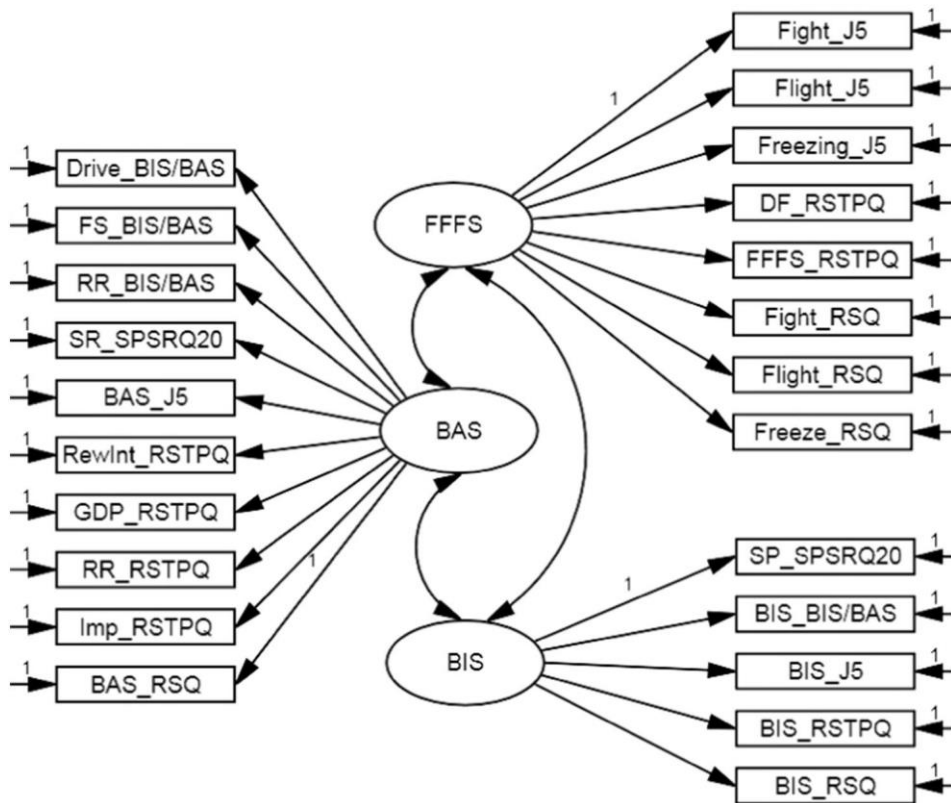 Drive_BIS/BAS
FS_BIS/BAS
RR_BIS/BAS
SR_SPSRQ20
BAS_J5
RewInt_RSTPQ
GDP_RSTPQ
RR_RSTPQ
Imp_RSTPQ
BAS_RSQ
1
1
1
1
1
1
1
1
1
1
1
FFFS
BAS
BIS
1
Fight_J5
Flight_J5
Freezing_J5
DF_RSTPQ
FFFS_RSTPQ
Fight_RSQ
Flight_RSQ
Freeze_RSQ
1
1
1
1
1
1
1
1
1
SP_SPSRQ20
BIS_BIS/BAS
BIS_J5
BIS_RSTPQ
BIS_RSQ
1
1
1
1
1